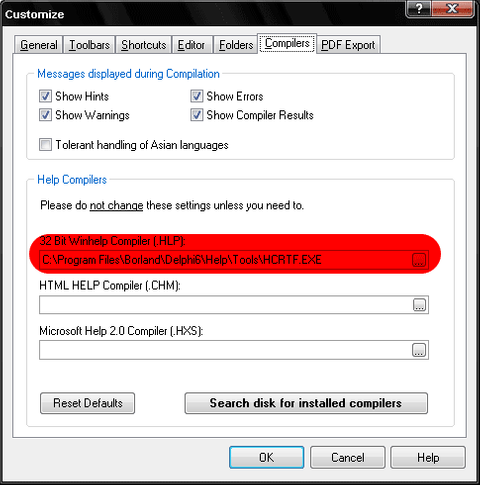 Customize
?
General Toolbars Shortcuts Editor Folders Compilers PDF Export
Messages displayed during Compilation
Show Hints Show Errors
Show Warnings Show Compiler Results
Tolerant handling of Asian languages
Help Compilers
Please do not change these settings unless you need to.
32 Bit Winhelp Compiler (.HLP):
C:\Program Files\Borland\Delphi6\Help\Tools\HCRTF.EXE ...
HTML HELP Compiler (.CHM):
...
Microsoft Help 2.0 Compiler (.HXS):
...
Reset Defaults Search disk for installed compilers
OK Cancel Help